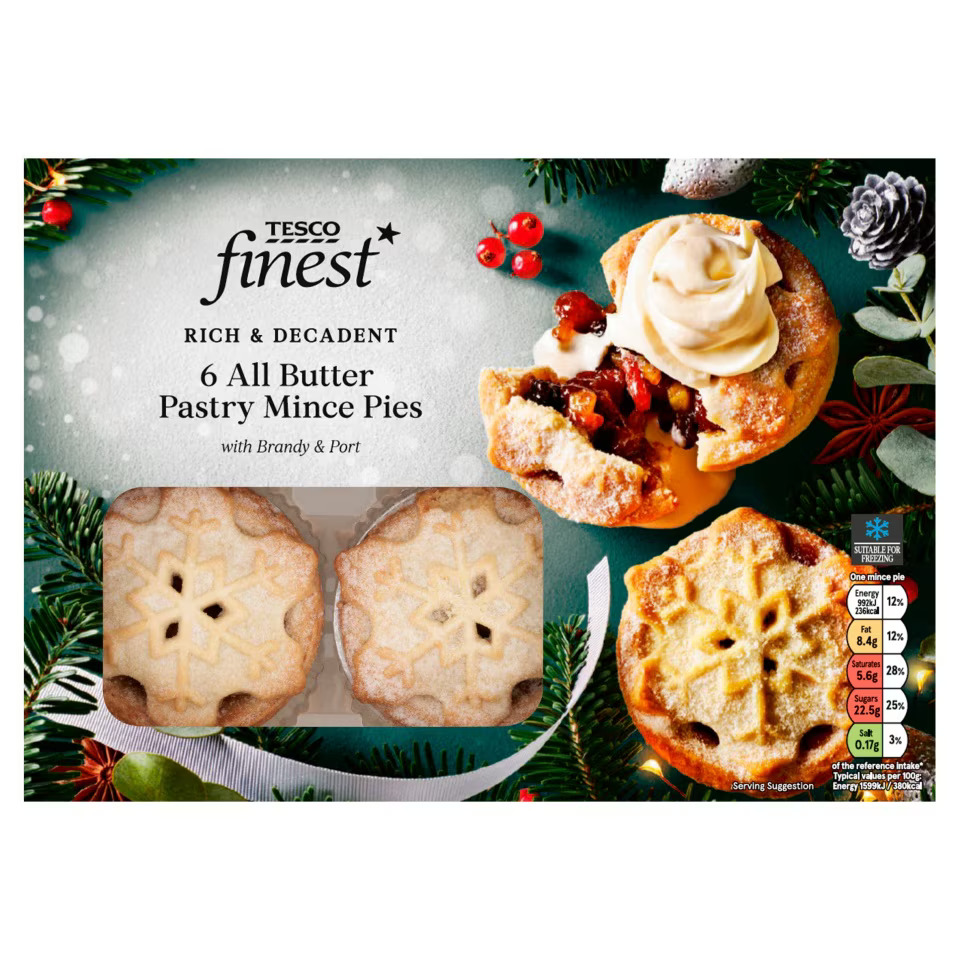 TESCO
finest
RICH & DECADENT
6 All Butter
Pastry Mince Pies
with Brandy & Port
SUITABLE FOR
FREEZING
One mince pie
Energy
992kJ
236kcal
12%
Fat
8.4g
12%
Saturates
5.6g
28%
Sugars
22.5g
25%
Salt
0.17g
3%
of the reference intake*
Typical values per 100g:
Energy 1599kJ / 380kcal
Serving Suggestion